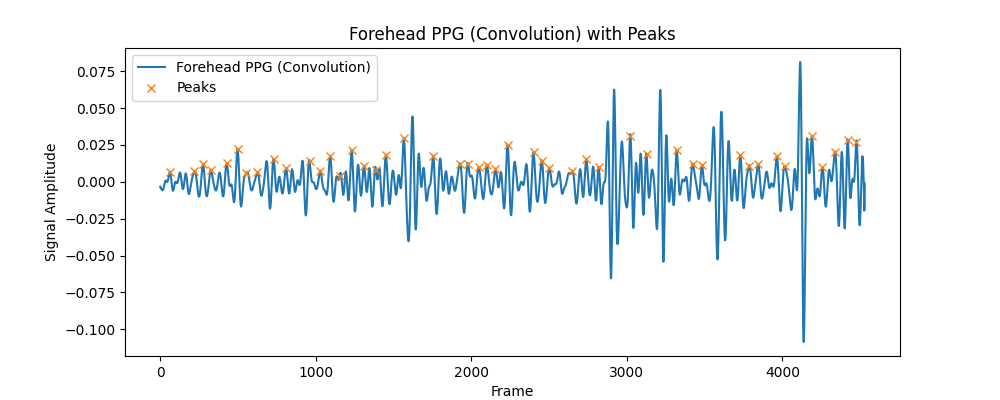 Forehead PPG (Convolution) with Peaks
Forehead PPG (Convolution)
Peaks
0.075
0.050
0.025
0.000
−0.025
−0.050
−0.075
−0.100
Signal Amplitude
0 1000 2000 3000 4000
Frame